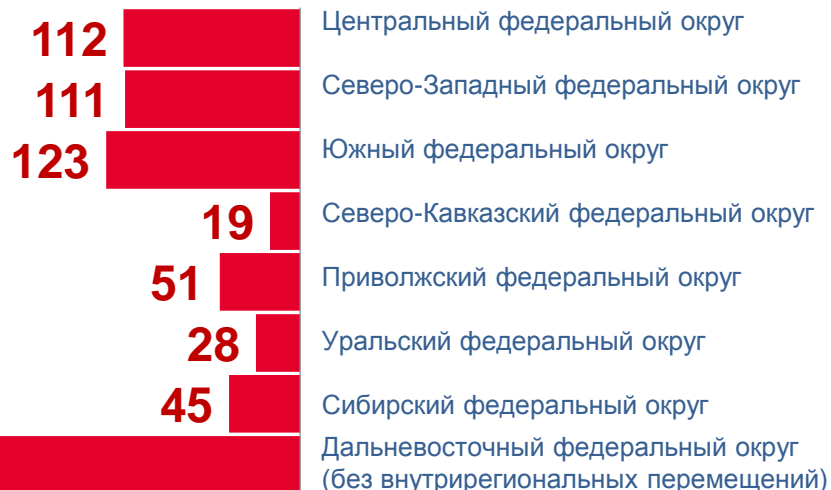 112 Центральный федеральный округ
111 Северо-Западный федеральный округ
123 Южный федеральный округ
19 Северо-Кавказский федеральный округ
51 Приволжский федеральный округ
28 Уральский федеральный округ
45 Сибирский федеральный округ
Дальневосточный федеральный округ
(без внутрирегиональных перемещений)